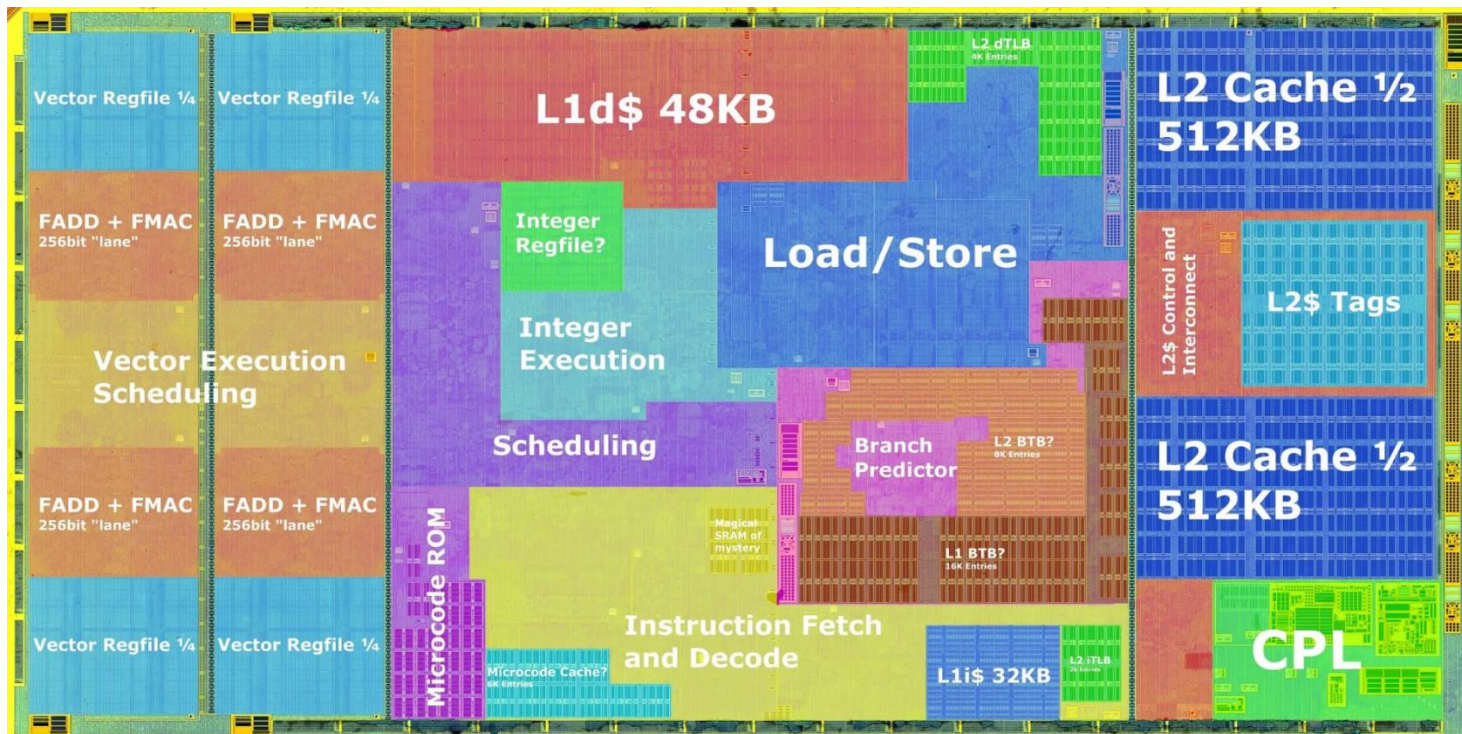 Vector Regfile ¼
Vector Regfile ¼
FADD + FMAC
256bit "lane"
FADD + FMAC
256bit "lane"
Vector Execution
Scheduling
FADD + FMAC
256bit "lane"
FADD + FMAC
256bit "lane"
Vector Regfile ¼
Vector Regfile ¼
L1d$ 48KB
L2 dTLB
4K Entries
Integer
Regfile?
Load/Store
Integer
Execution
Scheduling
Branch
Predictor
L2 BTB?
8K Entries
Magical
SRAM of
mystery
L1 BTB?
16K Entries
Microcode ROM
Instruction Fetch
and Decode
Microcode Cache?
6K Entries
L1i$ 32KB
L2 iTLB
2k Entries
L2 Cache ½
512KB
L2$ Control and
Interconnect
L2$ Tags
L2 Cache ½
512KB
CPL